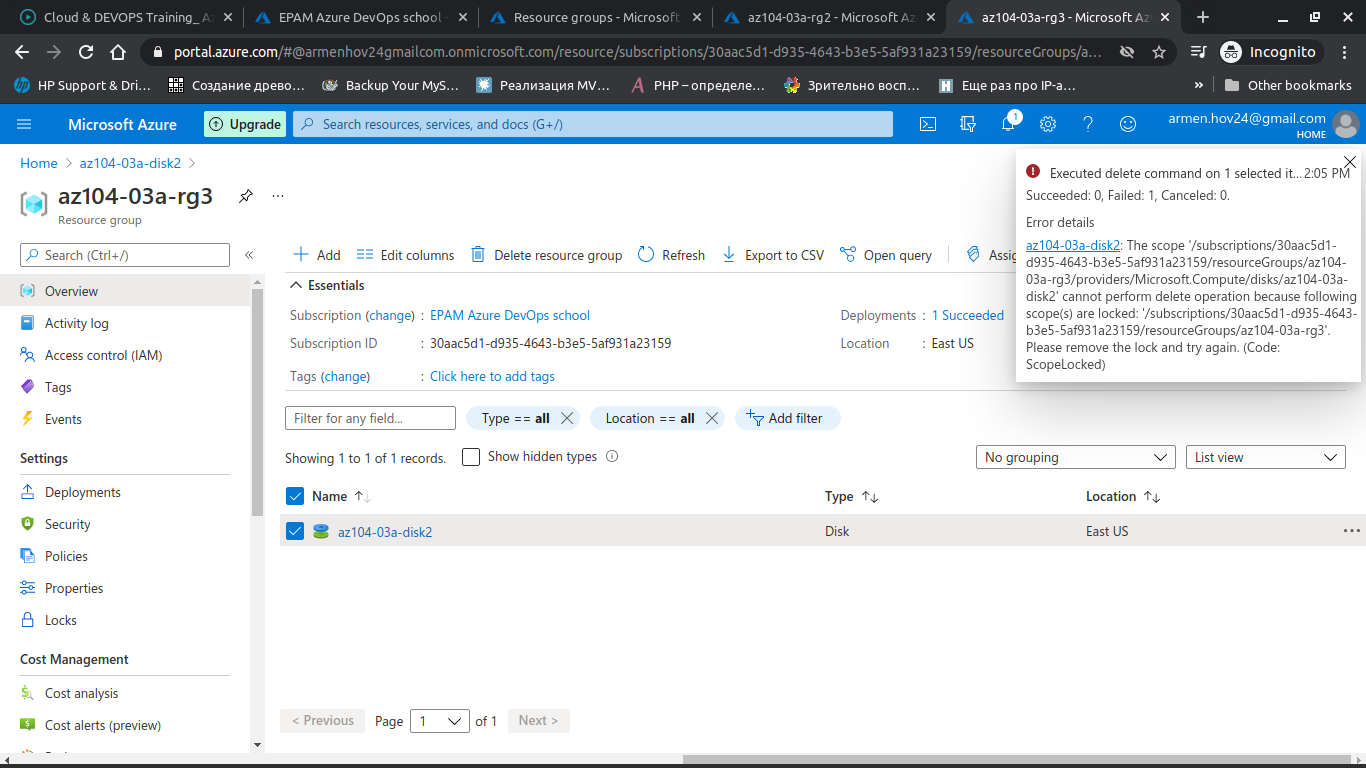 Cloud & DEVOPS Training_ Az
EPAM Azure DevOps school -
Resource groups - Microsoft
az104-03a-rg2 - Microsoft Az
az104-03a-rg3 - Microsoft Az
portal.azure.com/#@armenhov24gmailcom.onmicrosoft.com/resource/subscriptions/30aac5d1-d935-4643-b3e5-5af931a23159/resourceGroups/a…
Incognito
HP Support & Dri…
Создание древо…
Backup Your MyS…
Реализация MV…
PHP – определе…
Зрительно восп…
Еще раз про IP-а…
»
Other bookmarks
Microsoft Azure
Upgrade
Search resources, services, and docs (G+/)
1
armen.hov24@gmail.com
HOME
Home > az104-03a-disk2 >
az104-03a-rg3
Resource group
Search (Ctrl+/)
«
Overview
Activity log
Access control (IAM)
Tags
Events
Settings
Deployments
Security
Policies
Properties
Locks
Cost Management
Cost analysis
Cost alerts (preview)
Add
Edit columns
Delete resource group
Refresh
Export to CSV
Open query
Assig
Essentials
Subscription (change) : EPAM Azure DevOps school
Deployments : 1 Succeeded
Subscription ID : 30aac5d1-d935-4643-b3e5-5af931a23159
Location : East US
Tags (change) : Click here to add tags
Filter for any field...
Type == all
Location == all
Add filter
Showing 1 to 1 of 1 records.
Show hidden types
No grouping
List view
Name
Type
Location
az104-03a-disk2
Disk
East US
< Previous
Page
1
of 1
Next >
Executed delete command on 1 selected it... 2:05 PM
Succeeded: 0, Failed: 1, Canceled: 0.
Error details
az104-03a-disk2: The scope '/subscriptions/30aac5d1-
d935-4643-b3e5-5af931a23159/resourceGroups/az104-
03a-rg3/providers/Microsoft.Compute/disks/az104-03a-
disk2' cannot perform delete operation because following
scope(s) are locked: '/subscriptions/30aac5d1-d935-4643-
b3e5-5af931a23159/resourceGroups/az104-03a-rg3'.
Please remove the lock and try again. (Code:
ScopeLocked)